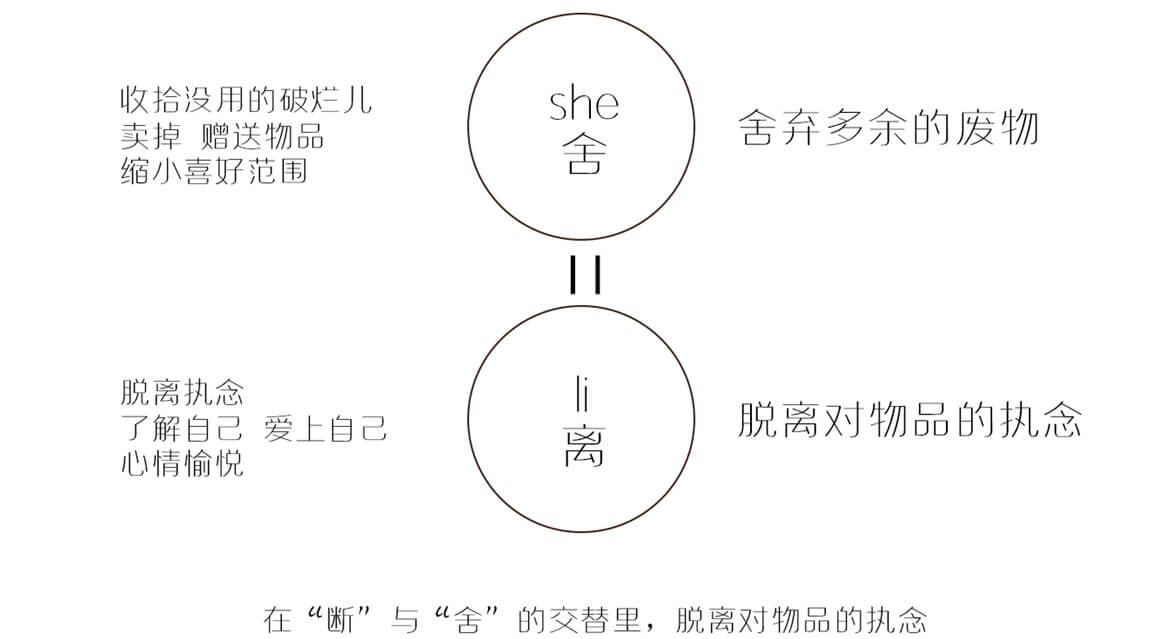 收拾没用的破烂儿
卖掉 赠送物品
缩小喜好范围
she
舍
舍弃多余的废物
脱离执念
了解自己 爱上自己
心情愉悦
li
离
脱离对物品的执念
在“断”与“舍”的交替里，脱离对物品的执念